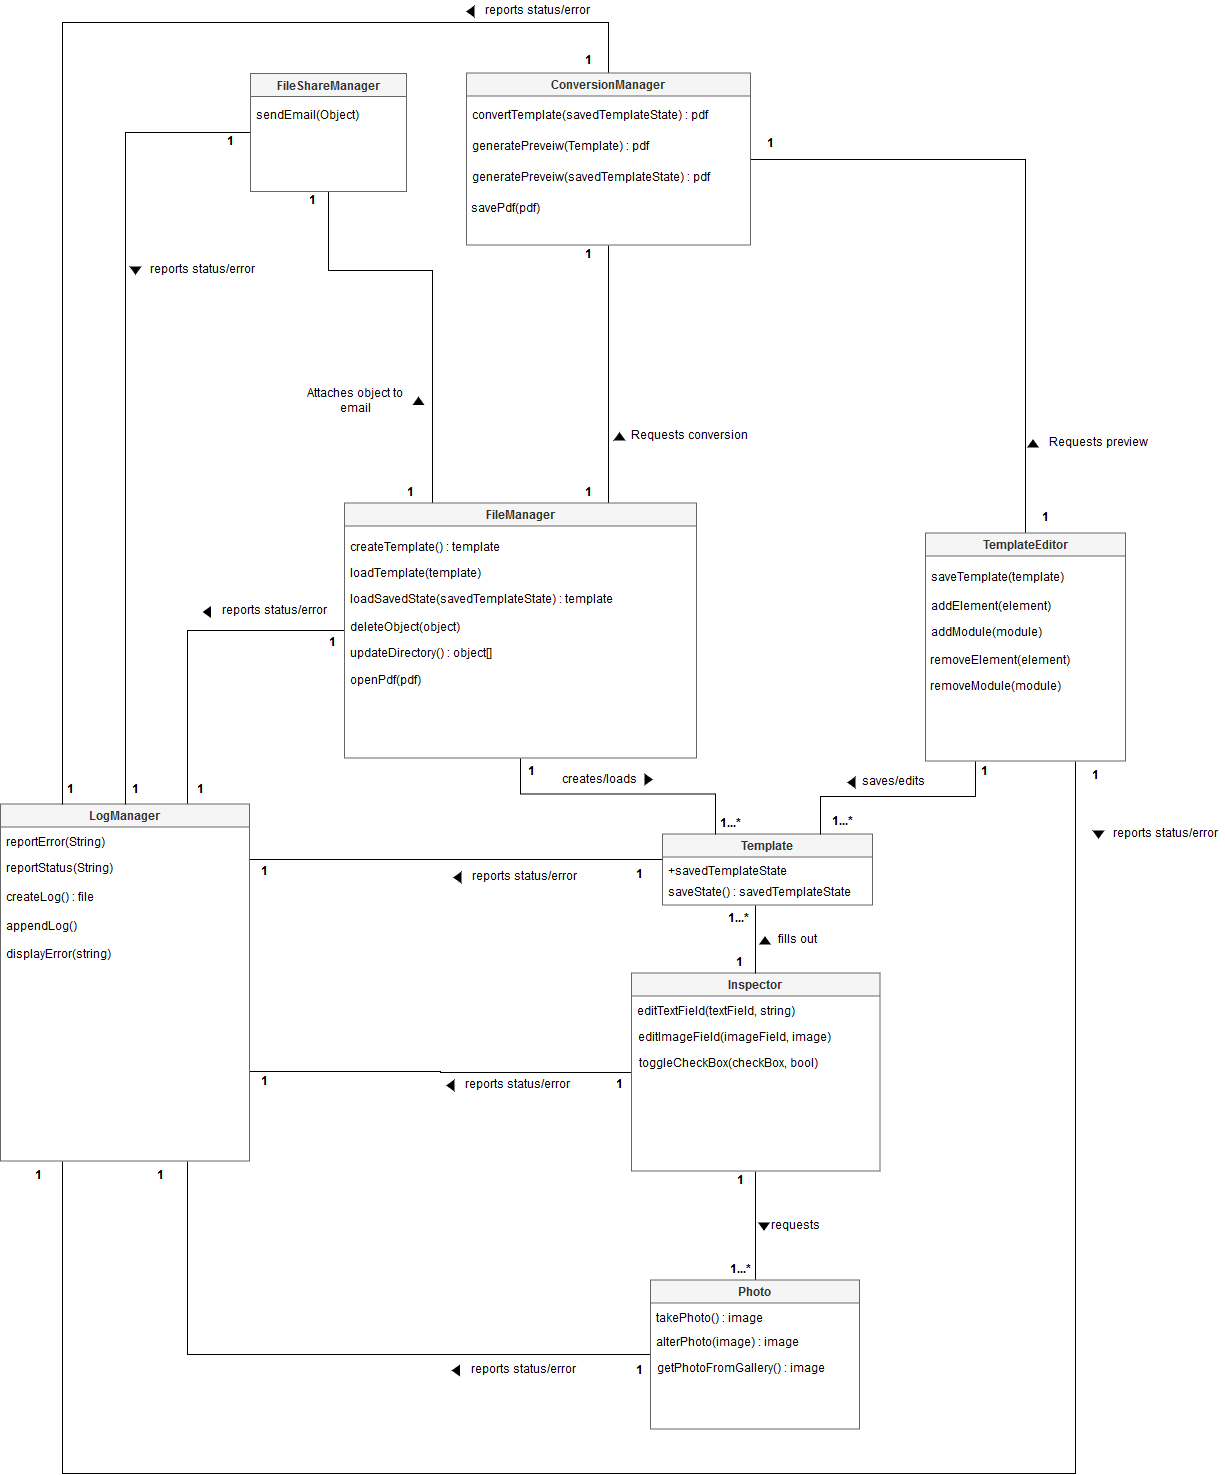 reports status/error
1
FileShareManager
sendEmail(Object)
1
1
ConversionManager
convertTemplate(savedTemplateState) : pdf
generatePreveiw(Template) : pdf
generatePreveiw(savedTemplateState) : pdf
savePdf(pdf)
1
1
reports status/error
Attaches object to
email
Requests conversion
Requests preview
1
1
1
FileManager
createTemplate() : template
loadTemplate(template)
loadSavedState(savedTemplateState) : template
deleteObject(object)
updateDirectory() : object[]
openPdf(pdf)
reports status/error
1
TemplateEditor
saveTemplate(template)
addElement(element)
addModule(module)
removeElement(element)
removeModule(module)
1
creates/loads
saves/edits
1
1
1
1
1
1...*
1...*
reports status/error
LogManager
reportError(String)
reportStatus(String)
createLog() : file
appendLog()
displayError(string)
Template
+savedTemplateState
saveState() : savedTemplateState
1
reports status/error
1
1...*
fills out
1
Inspector
editTextField(textField, string)
editImageField(imageField, image)
toggleCheckBox(checkBox, bool)
1
reports status/error
1
1
1
1
requests
1...*
Photo
takePhoto() : image
alterPhoto(image) : image
getPhotoFromGallery() : image
reports status/error
1